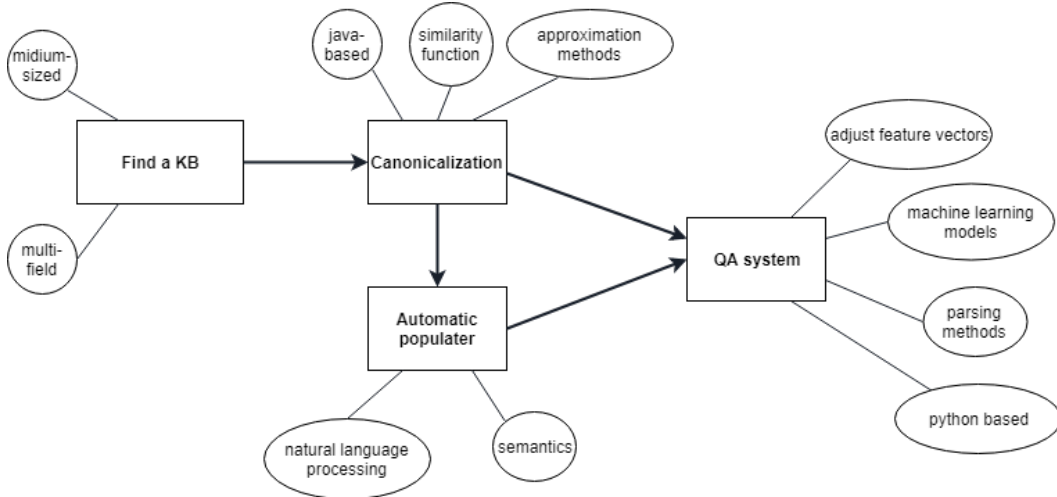 midium-
sized
java-
based
similarity
function
approximation
methods
Find a KB
Canonicalization
adjust feature vectors
machine learning
models
multi-
field
QA system
Automatic
populater
parsing
methods
python based
natural language
processing
semantics